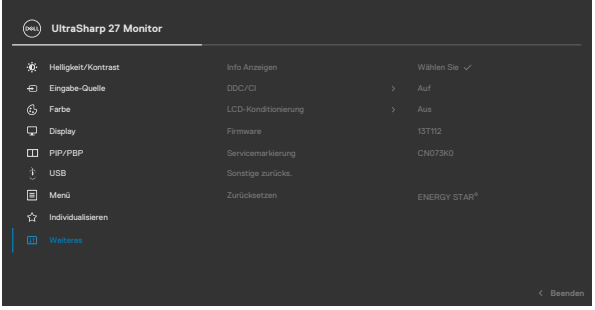 DELL UltraSharp 27 Monitor
Helligkeit/Kontrast Info Anzeigen Wählen Sie ✓
Eingabe-Quelle DDC/CI > Auf
Farbe LCD-Konditionierung > Aus
Display Firmware 13T112
PIP/PBP Servicemarkierung CN073K0
USB Sonstige zurücks.
Menü Zurücksetzen ENERGY STAR®
Individualisieren
Weiteres
< Beenden